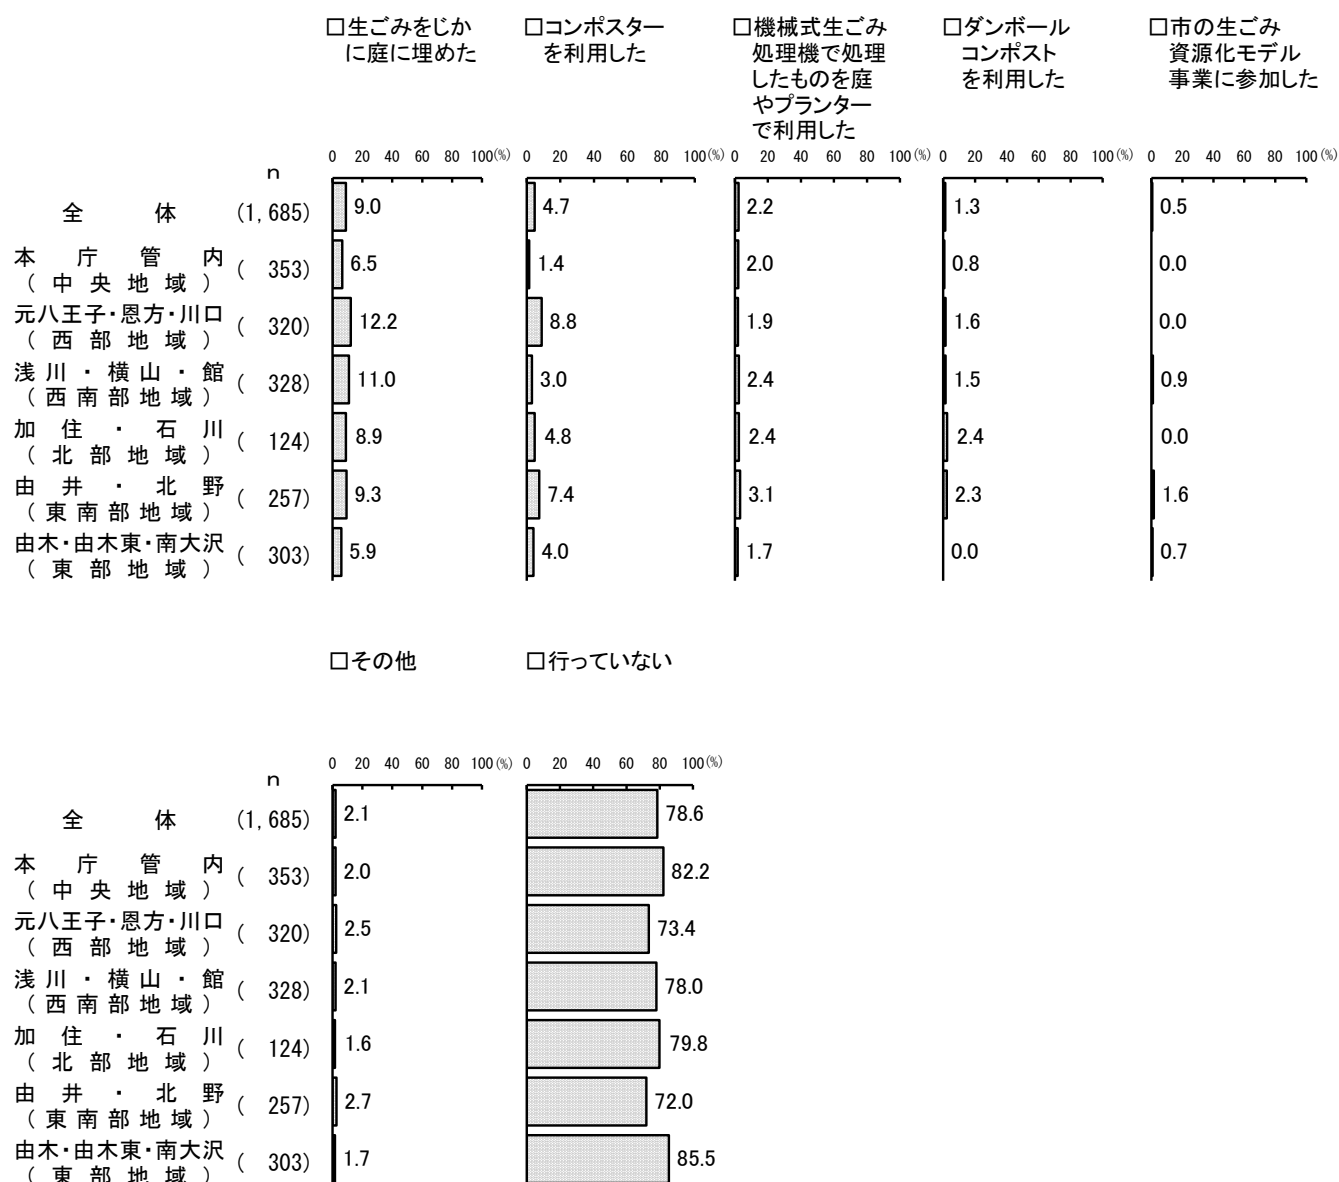 □生ごみをじか □コンポスター □機械式生ごみ □ダンボール □市の生ごみ
に庭に埋めた を利用した 処理機で処理 コンポスト 資源化モデル
したものを庭 を利用した 事業に参加した
やプランター
で利用した
0 20 40 60 80 100(%) 0 20 40 60 80 100(%) 0 20 40 60 80 100(%) 0 20 40 60 80 100(%) 0 20 40 60 80 100(%)
n
全体 (1,685) 9.0 4.7 2.2 1.3 0.5
本庁管内
(中央地域) (353) 6.5 1.4 2.0 0.8 0.0
元八王子・恩方・川口
(西部地域) (320) 12.2 8.8 1.9 1.6 0.0
浅川・横山・館
(西南部地域) (328) 11.0 3.0 2.4 1.5 0.9
加住・石川
(北部地域) (124) 8.9 4.8 2.4 2.4 0.0
由井・北野
(東南部地域) (257) 9.3 7.4 3.1 2.3 1.6
由木・由木東・南大沢
(東部地域) (303) 5.9 4.0 1.7 0.0 0.7
□その他 □行っていない
0 20 40 60 80 100(%) 0 20 40 60 80 100(%)
n
全体 (1,685) 2.1 78.6
本庁管内
(中央地域) (353) 2.0 82.2
元八王子・恩方・川口
(西部地域) (320) 2.5 73.4
浅川・横山・館
(西南部地域) (328) 2.1 78.0
加住・石川
(北部地域) (124) 1.6 79.8
由井・北野
(東南部地域) (257) 2.7 72.0
由木・由木東・南大沢
(東部地域) (303) 1.7 85.5